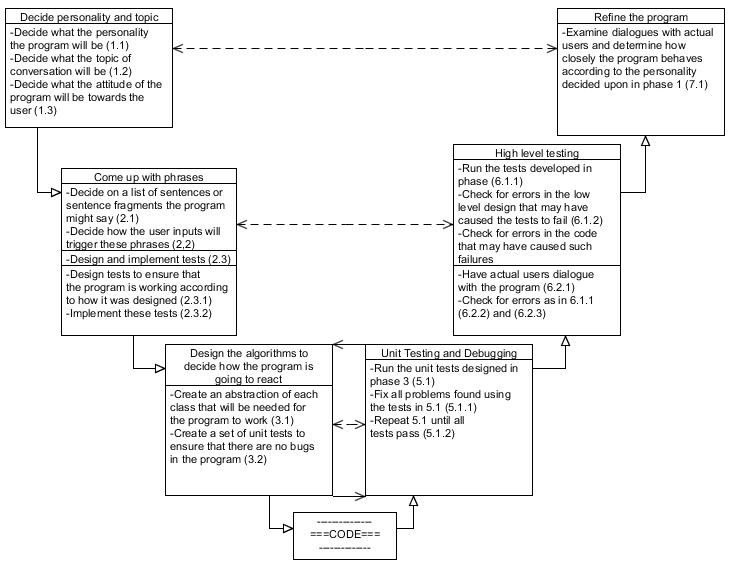 Decide personality and topic
-Decide what the personality
the program will be (1.1)
-Decide what the topic of
conversation will be (1.2)
-Decide what the attitude of the
program will be towards the
user (1.3)
Refine the program
-Examine dialogues with actual
users and determine how
closely the program behaves
according to the personality
decided upon in phase 1 (7.1)
Come up with phrases
-Decide on a list of sentences or
sentence fragments the program
might say (2.1)
-Decide how the user inputs will
trigger these phrases (2,2)
-Design and implement tests (2.3)
-Design tests to ensure that
the program is working according
to how it was designed (2.3.1)
-Implement these tests (2.3.2)
High level testing
-Run the tests developed in
phase (6.1.1)
-Check for errors in the low
level design that may have
caused the tests to fail (6.1.2)
-Check for errors in the code
that may have caused such
failures
-Have actual users dialogue
with the program (6.2.1)
-Check for errors as in 6.1.1
(6.2.2) and (6.2.3)
Design the algorithms to
decide how the program is
going to react
-Create an abstraction of each
class that will be needed for
the program to work (3.1)
-Create a set of unit tests to
ensure that there are no bugs
in the program (3.2)
Unit Testing and Debugging
-Run the unit tests designed in
phase 3 (5.1)
-Fix all problems found using
the tests in 5.1 (5.1.1)
-Repeat 5.1 until all
tests pass (5.1.2)
---------------
===CODE===
--------------